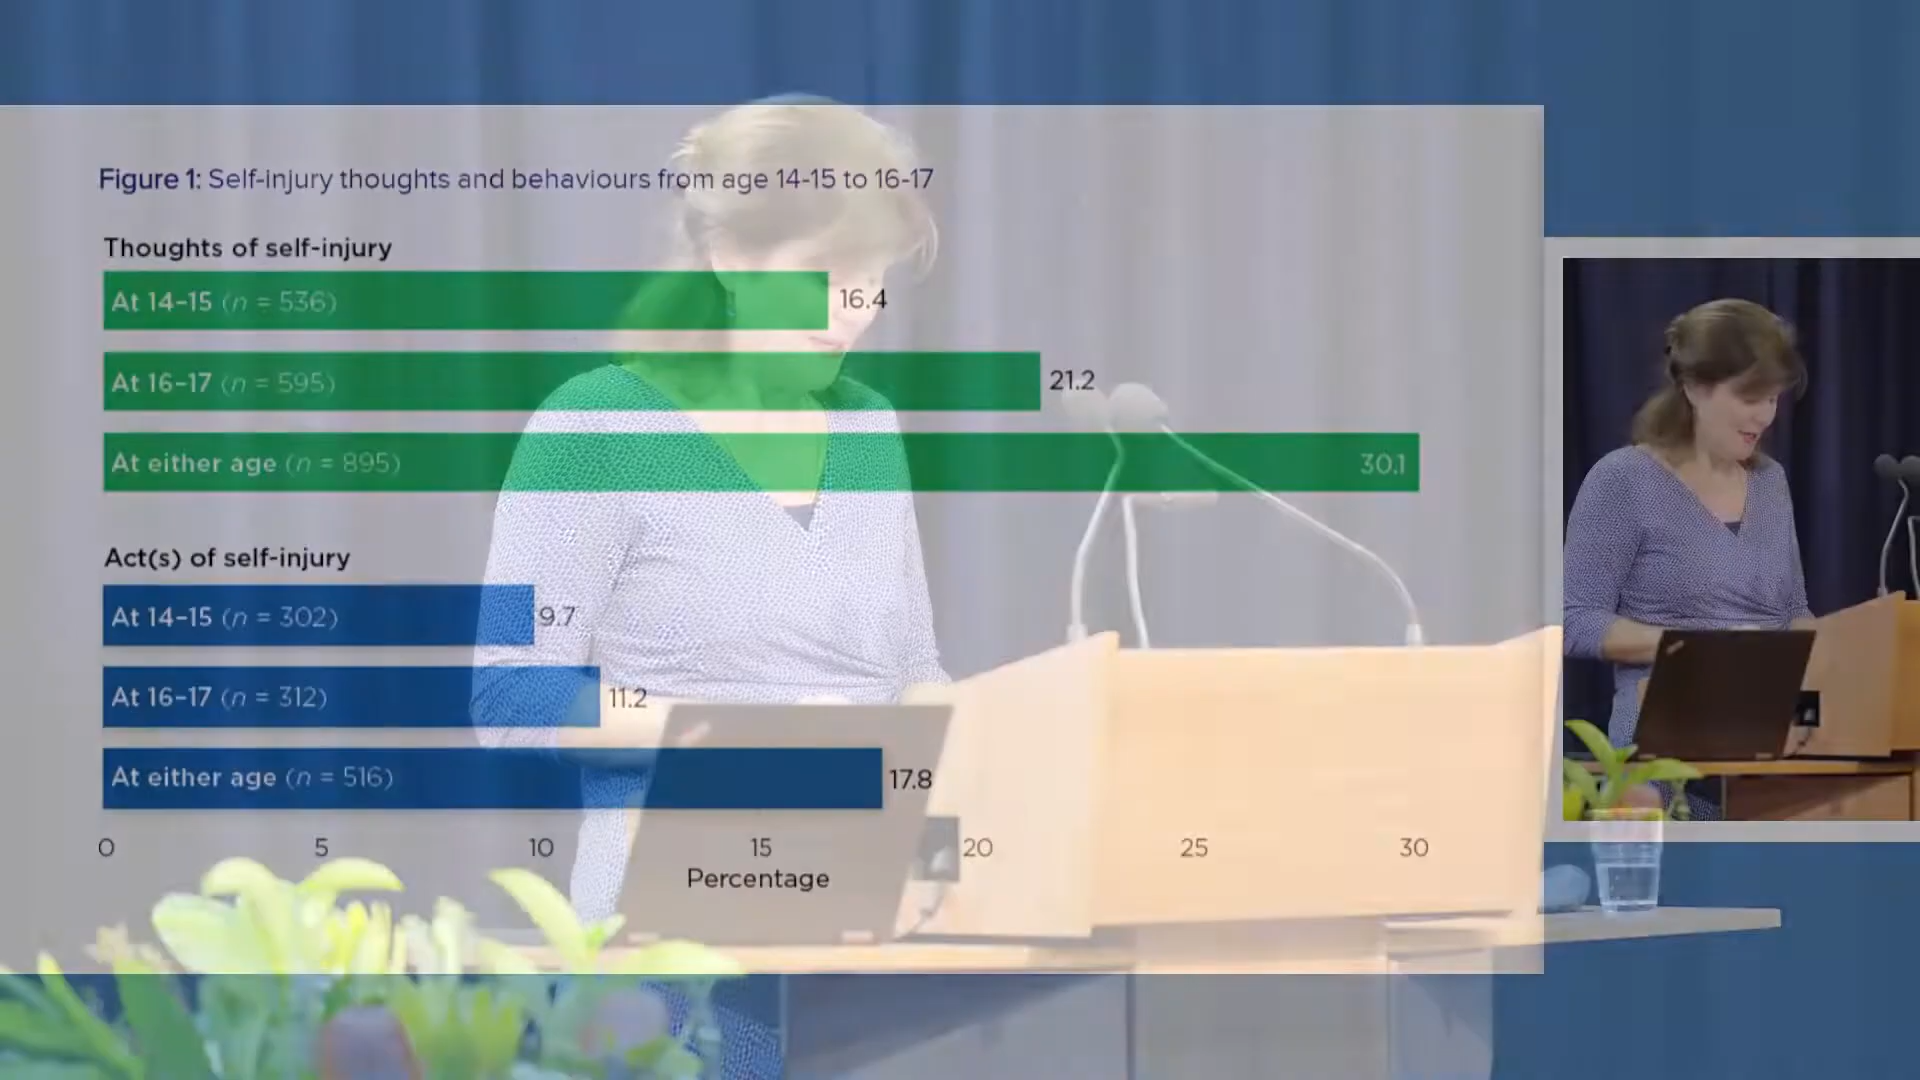 Figure 1: Self-injury thoughts and behaviours from age 14-15 to 16-17
Thoughts of self-injury
At 14-15 (n = 536)
16.4
At 16-17 (n = 595)
21.2
At either age (n = 895)
30.1
Act(s) of self-injury
At 14-15 (n = 302)
9.7
At 16-17 (n = 312)
11.2
At either age (n = 516)
17.8
0 5 10 15 20 25 30
Percentage